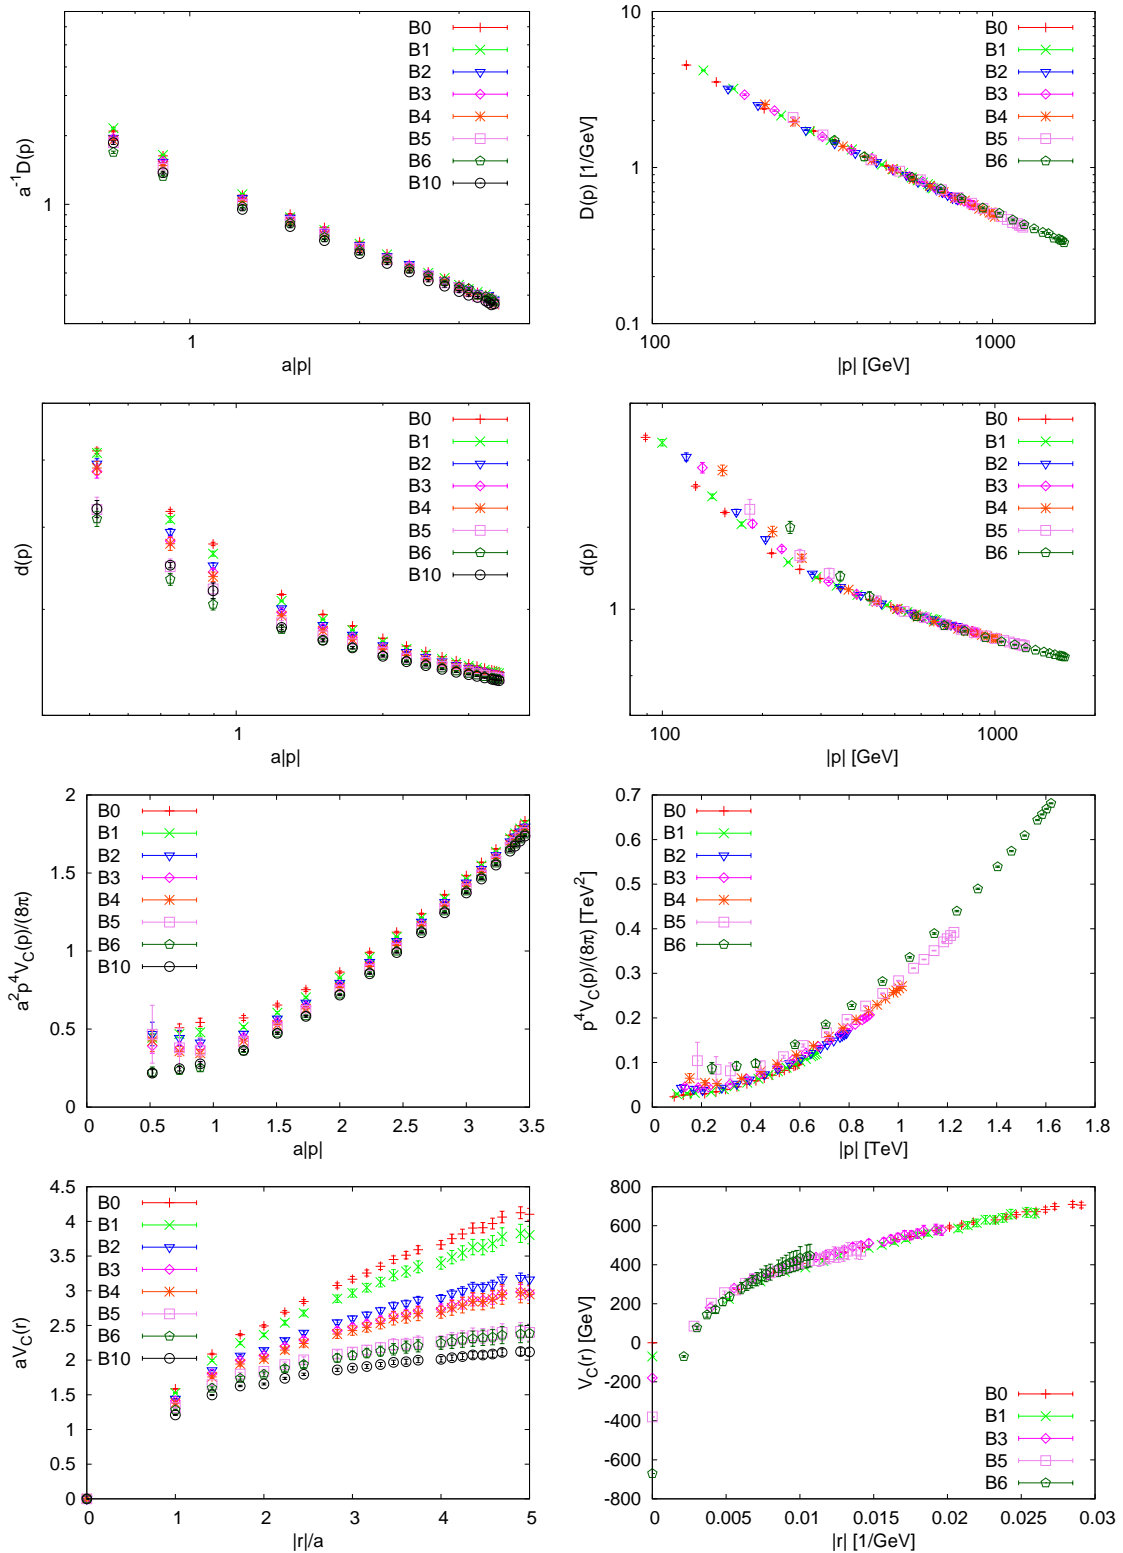 a⁻¹D(p)
1
1
a|p|
B0
B1
B2
B3
B4
B5
B6
B10
D(p) [1/GeV]
10
1
0.1
100
1000
|p| [GeV]
B0
B1
B2
B3
B4
B5
B6
d(p)
1
a|p|
B0
B1
B2
B3
B4
B5
B6
B10
d(p)
1
100
1000
|p| [GeV]
B0
B1
B2
B3
B4
B5
B6
a²p⁴V_C(p)/(8π)
2
1.5
1
0.5
0
0 0.5 1 1.5 2 2.5 3 3.5
a|p|
B0
B1
B2
B3
B4
B5
B6
B10
p⁴V_C(p)/(8π) [TeV²]
0.7
0.6
0.5
0.4
0.3
0.2
0.1
0
0 0.2 0.4 0.6 0.8 1 1.2 1.4 1.6 1.8
|p| [TeV]
B0
B1
B2
B3
B4
B5
B6
aV_C(r)
4.5
4
3.5
3
2.5
2
1.5
1
0.5
0
0 1 2 3 4 5
|r|/a
B0
B1
B2
B3
B4
B5
B6
B10
V_C(r) [GeV]
800
600
400
200
0
-200
-400
-600
-800
0 0.005 0.01 0.015 0.02 0.025 0.03
|r| [1/GeV]
B0
B1
B3
B5
B6